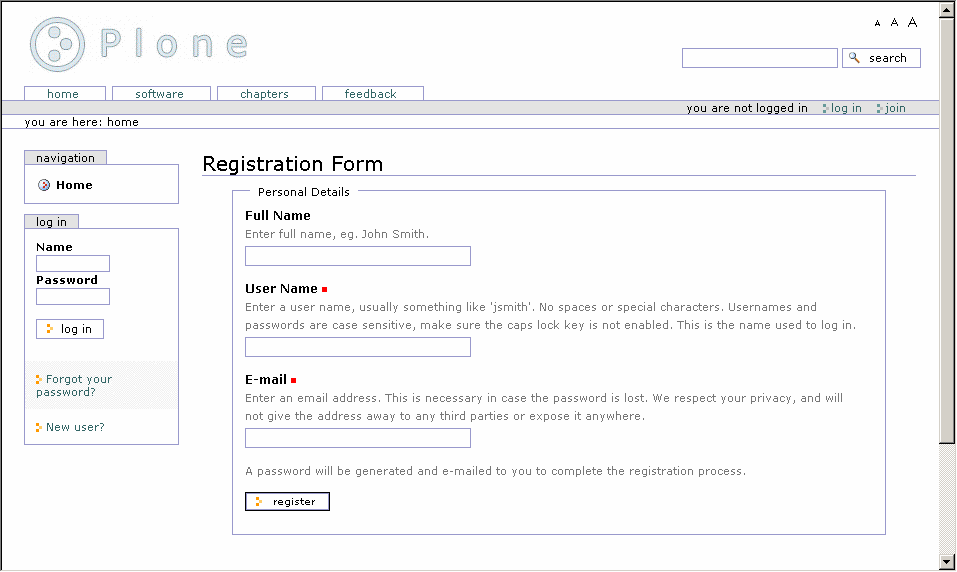 Plone
A A A
search
home software chapters feedback
you are not logged in log in join
you are here: home
navigation
Home
log in
Name
Password
log in
Forgot your
password?
New user?
Registration Form
Personal Details
Full Name
Enter full name, eg. John Smith.
User Name
Enter a user name, usually something like 'jsmith'. No spaces or special characters. Usernames and
passwords are case sensitive, make sure the caps lock key is not enabled. This is the name used to log in.
E-mail
Enter an email address. This is necessary in case the password is lost. We respect your privacy, and will
not give the address away to any third parties or expose it anywhere.
A password will be generated and e-mailed to you to complete the registration process.
register